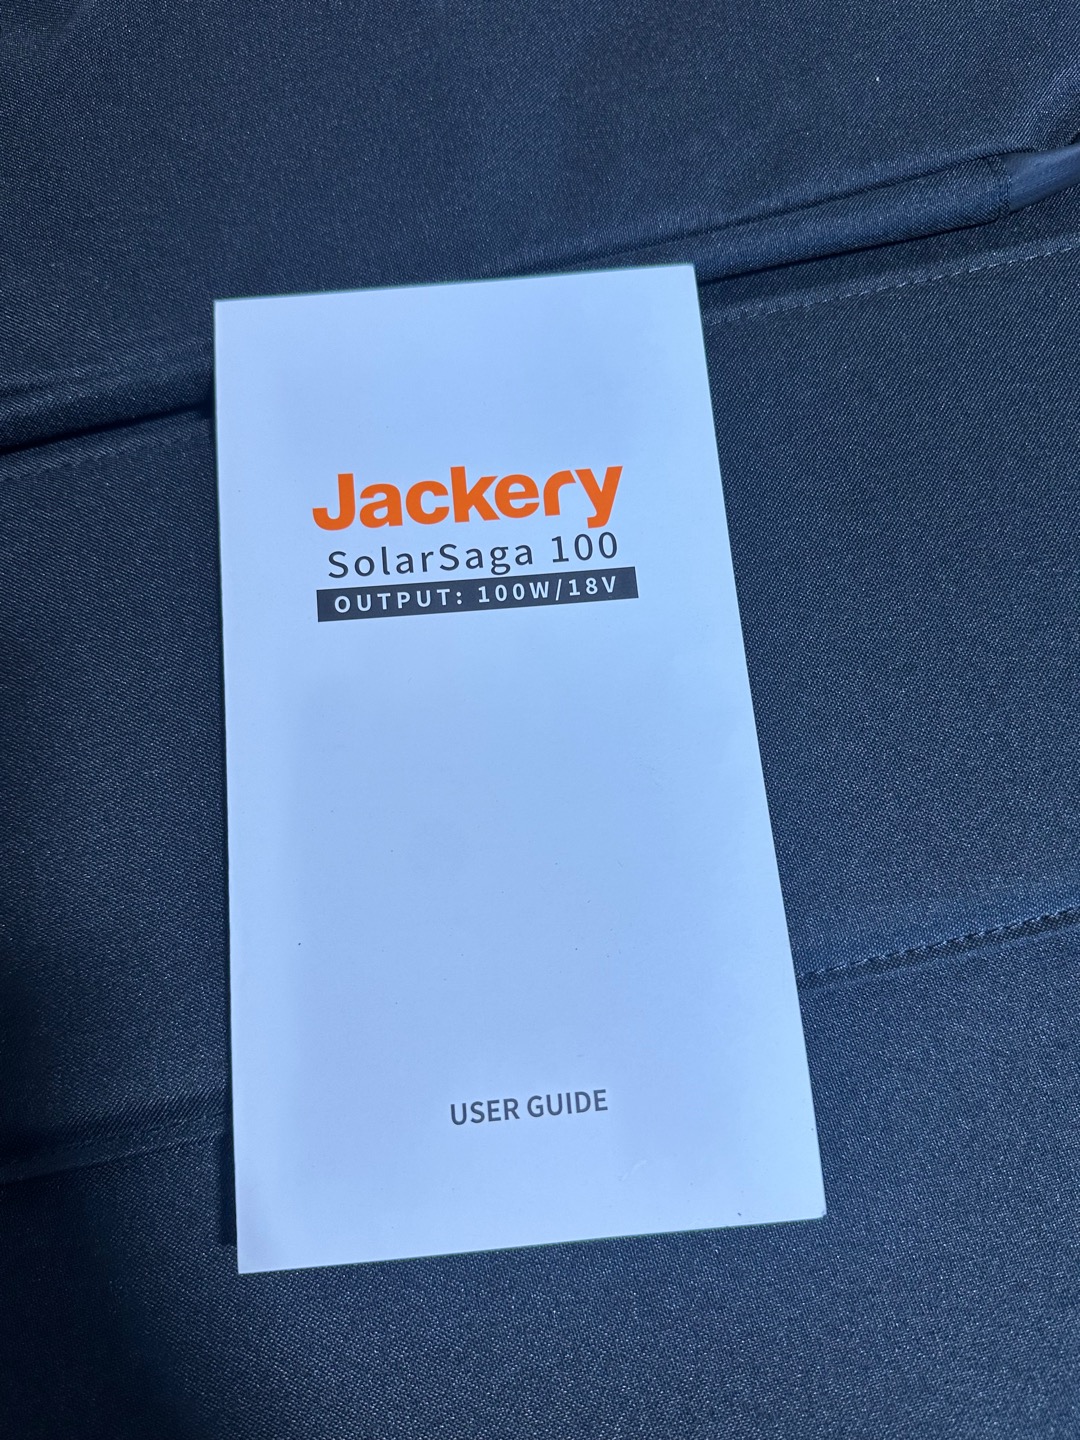 Jackery
SolarSaga 100
OUTPUT: 100W/18V
USER GUIDE